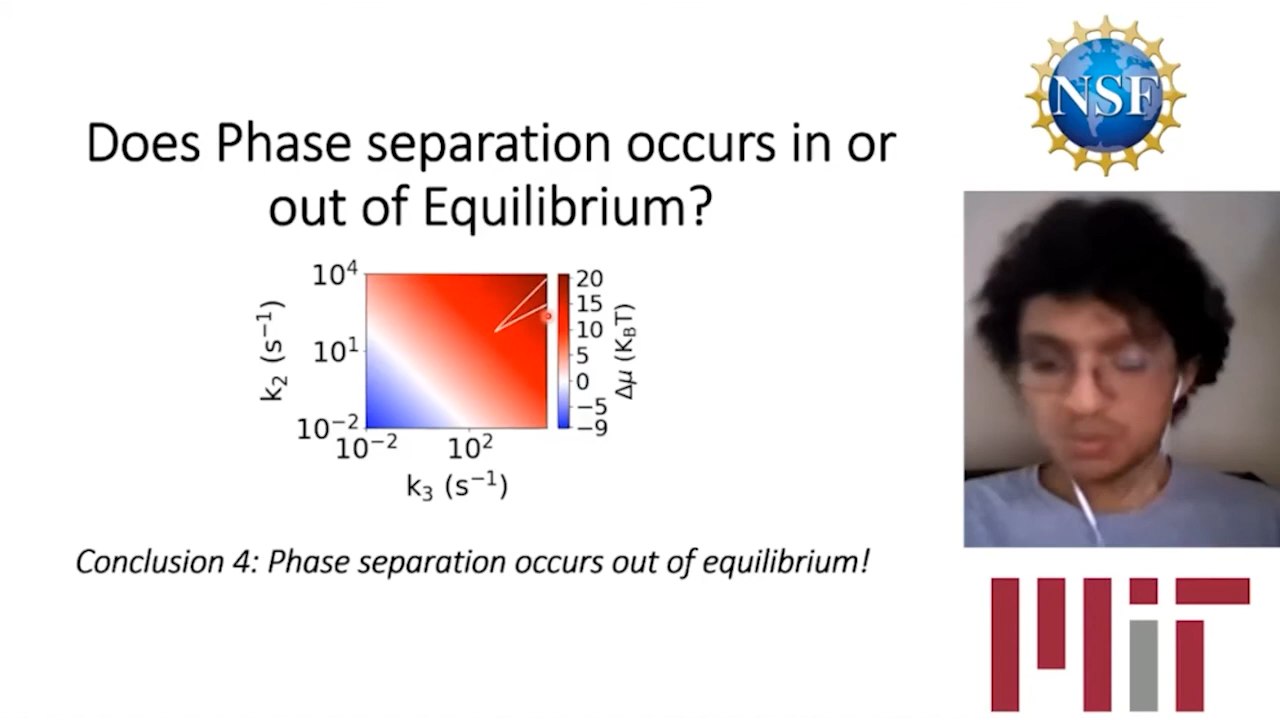 Does Phase separation occurs in or
out of Equilibrium?
NSF
10⁴
10¹
10⁻²
k₂ (s⁻¹)
10⁻²
10²
k₃ (s⁻¹)
20
15
10
5
0
−5
−9
Δμ (K_BT)
Conclusion 4: Phase separation occurs out of equilibrium!
MIT